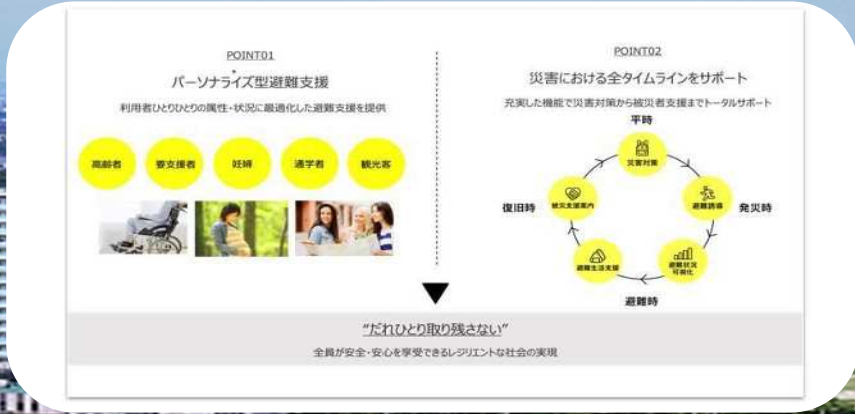 POINT01
パーソナライズ型避難支援
利用者ひとりひとりの属性・状況に最適化した避難支援を提供
高齢者
要支援者
妊婦
通学者
観光客
POINT02
災害における全タイムラインをサポート
充実した機能で災害対策から被災者支援までトータルサポート
平時
災害対策
発災時
避難誘導
避難状況
可視化
避難時
避難生活支援
復旧時
被災支援案内
“だれひとり取り残さない”
全員が安全・安心を享受できるレジリエントな社会の実現